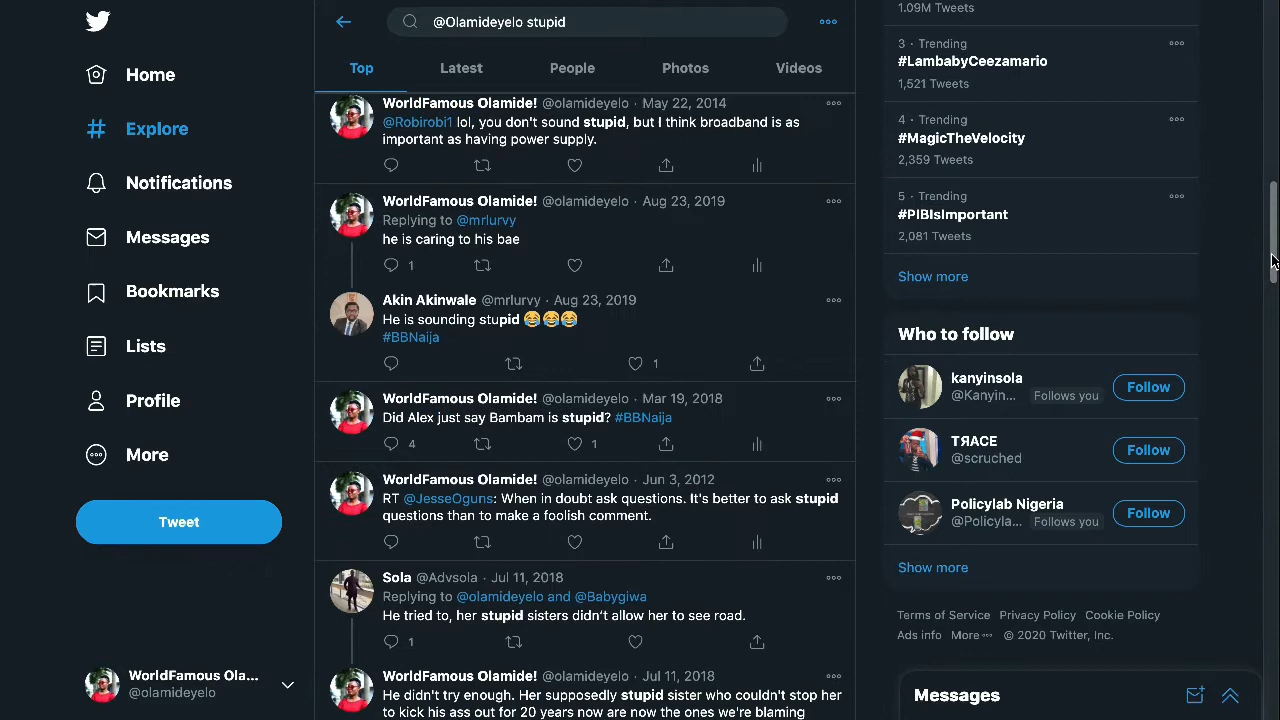 @Olamideyelo stupid
Home
Explore
Notifications
Messages
Bookmarks
Lists
Profile
More
Tweet
WorldFamous Ola...
@olamideyelo
Top
Latest
People
Photos
Videos
WorldFamous Olamide! @olamideyelo · May 22, 2014
@Robirobi1 lol, you don't sound stupid, but I think broadband is as
important as having power supply.
WorldFamous Olamide! @olamideyelo · Aug 23, 2019
Replying to @mrlurvy
he is caring to his bae
1
Akin Akinwale @mrlurvy · Aug 23, 2019
He is sounding stupid 😂😂😂
#BBNaija
1
WorldFamous Olamide! @olamideyelo · Mar 19, 2018
Did Alex just say Bambam is stupid? #BBNaija
4
1
WorldFamous Olamide! @olamideyelo · Jun 3, 2012
RT @JesseOguns: When in doubt ask questions. It's better to ask stupid
questions than to make a foolish comment.
Sola @Advsola · Jul 11, 2018
Replying to @olamideyelo and @Babygiwa
He tried to, her stupid sisters didn't allow her to see road.
1
WorldFamous Olamide! @olamideyelo · Jul 11, 2018
He didn't try enough. Her supposedly stupid sister who couldn't stop her
to kick his ass out for 20 years now are now the ones we're blaming
1.09M Tweets
3 · Trending
#LambabyCeezamario
1,521 Tweets
4 · Trending
#MagicTheVelocity
2,359 Tweets
5 · Trending
#PIBIsImportant
2,081 Tweets
Show more
Who to follow
kanyinsola
@Kanyin... Follows you
Follow
TЯACE
@scruched
Follow
Policylab Nigeria
@Policyla... Follows you
Follow
Show more
Terms of Service Privacy Policy Cookie Policy
Ads info More © 2020 Twitter, Inc.
Messages